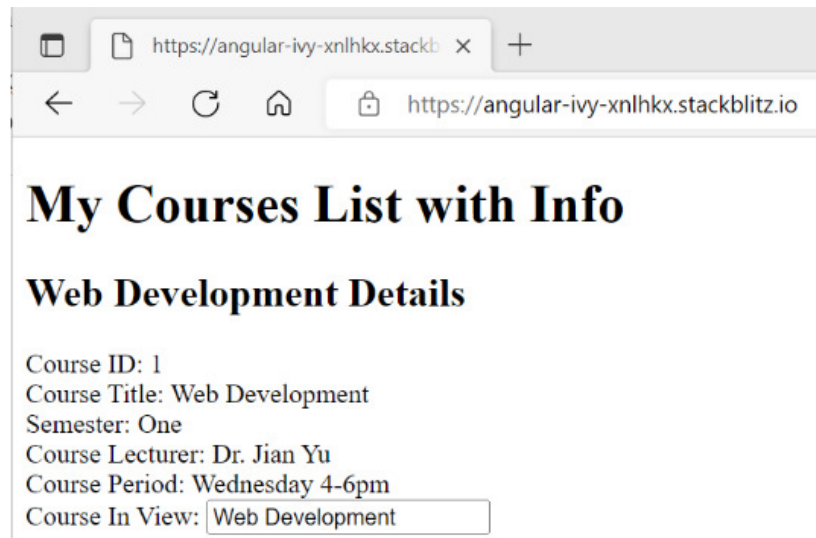 https://angular-ivy-xnlhkx.stackb
https://angular-ivy-xnlhkx.stackblitz.io
My Courses List with Info
Web Development Details
Course ID: 1
Course Title: Web Development
Semester: One
Course Lecturer: Dr. Jian Yu
Course Period: Wednesday 4-6pm
Course In View: Web Development